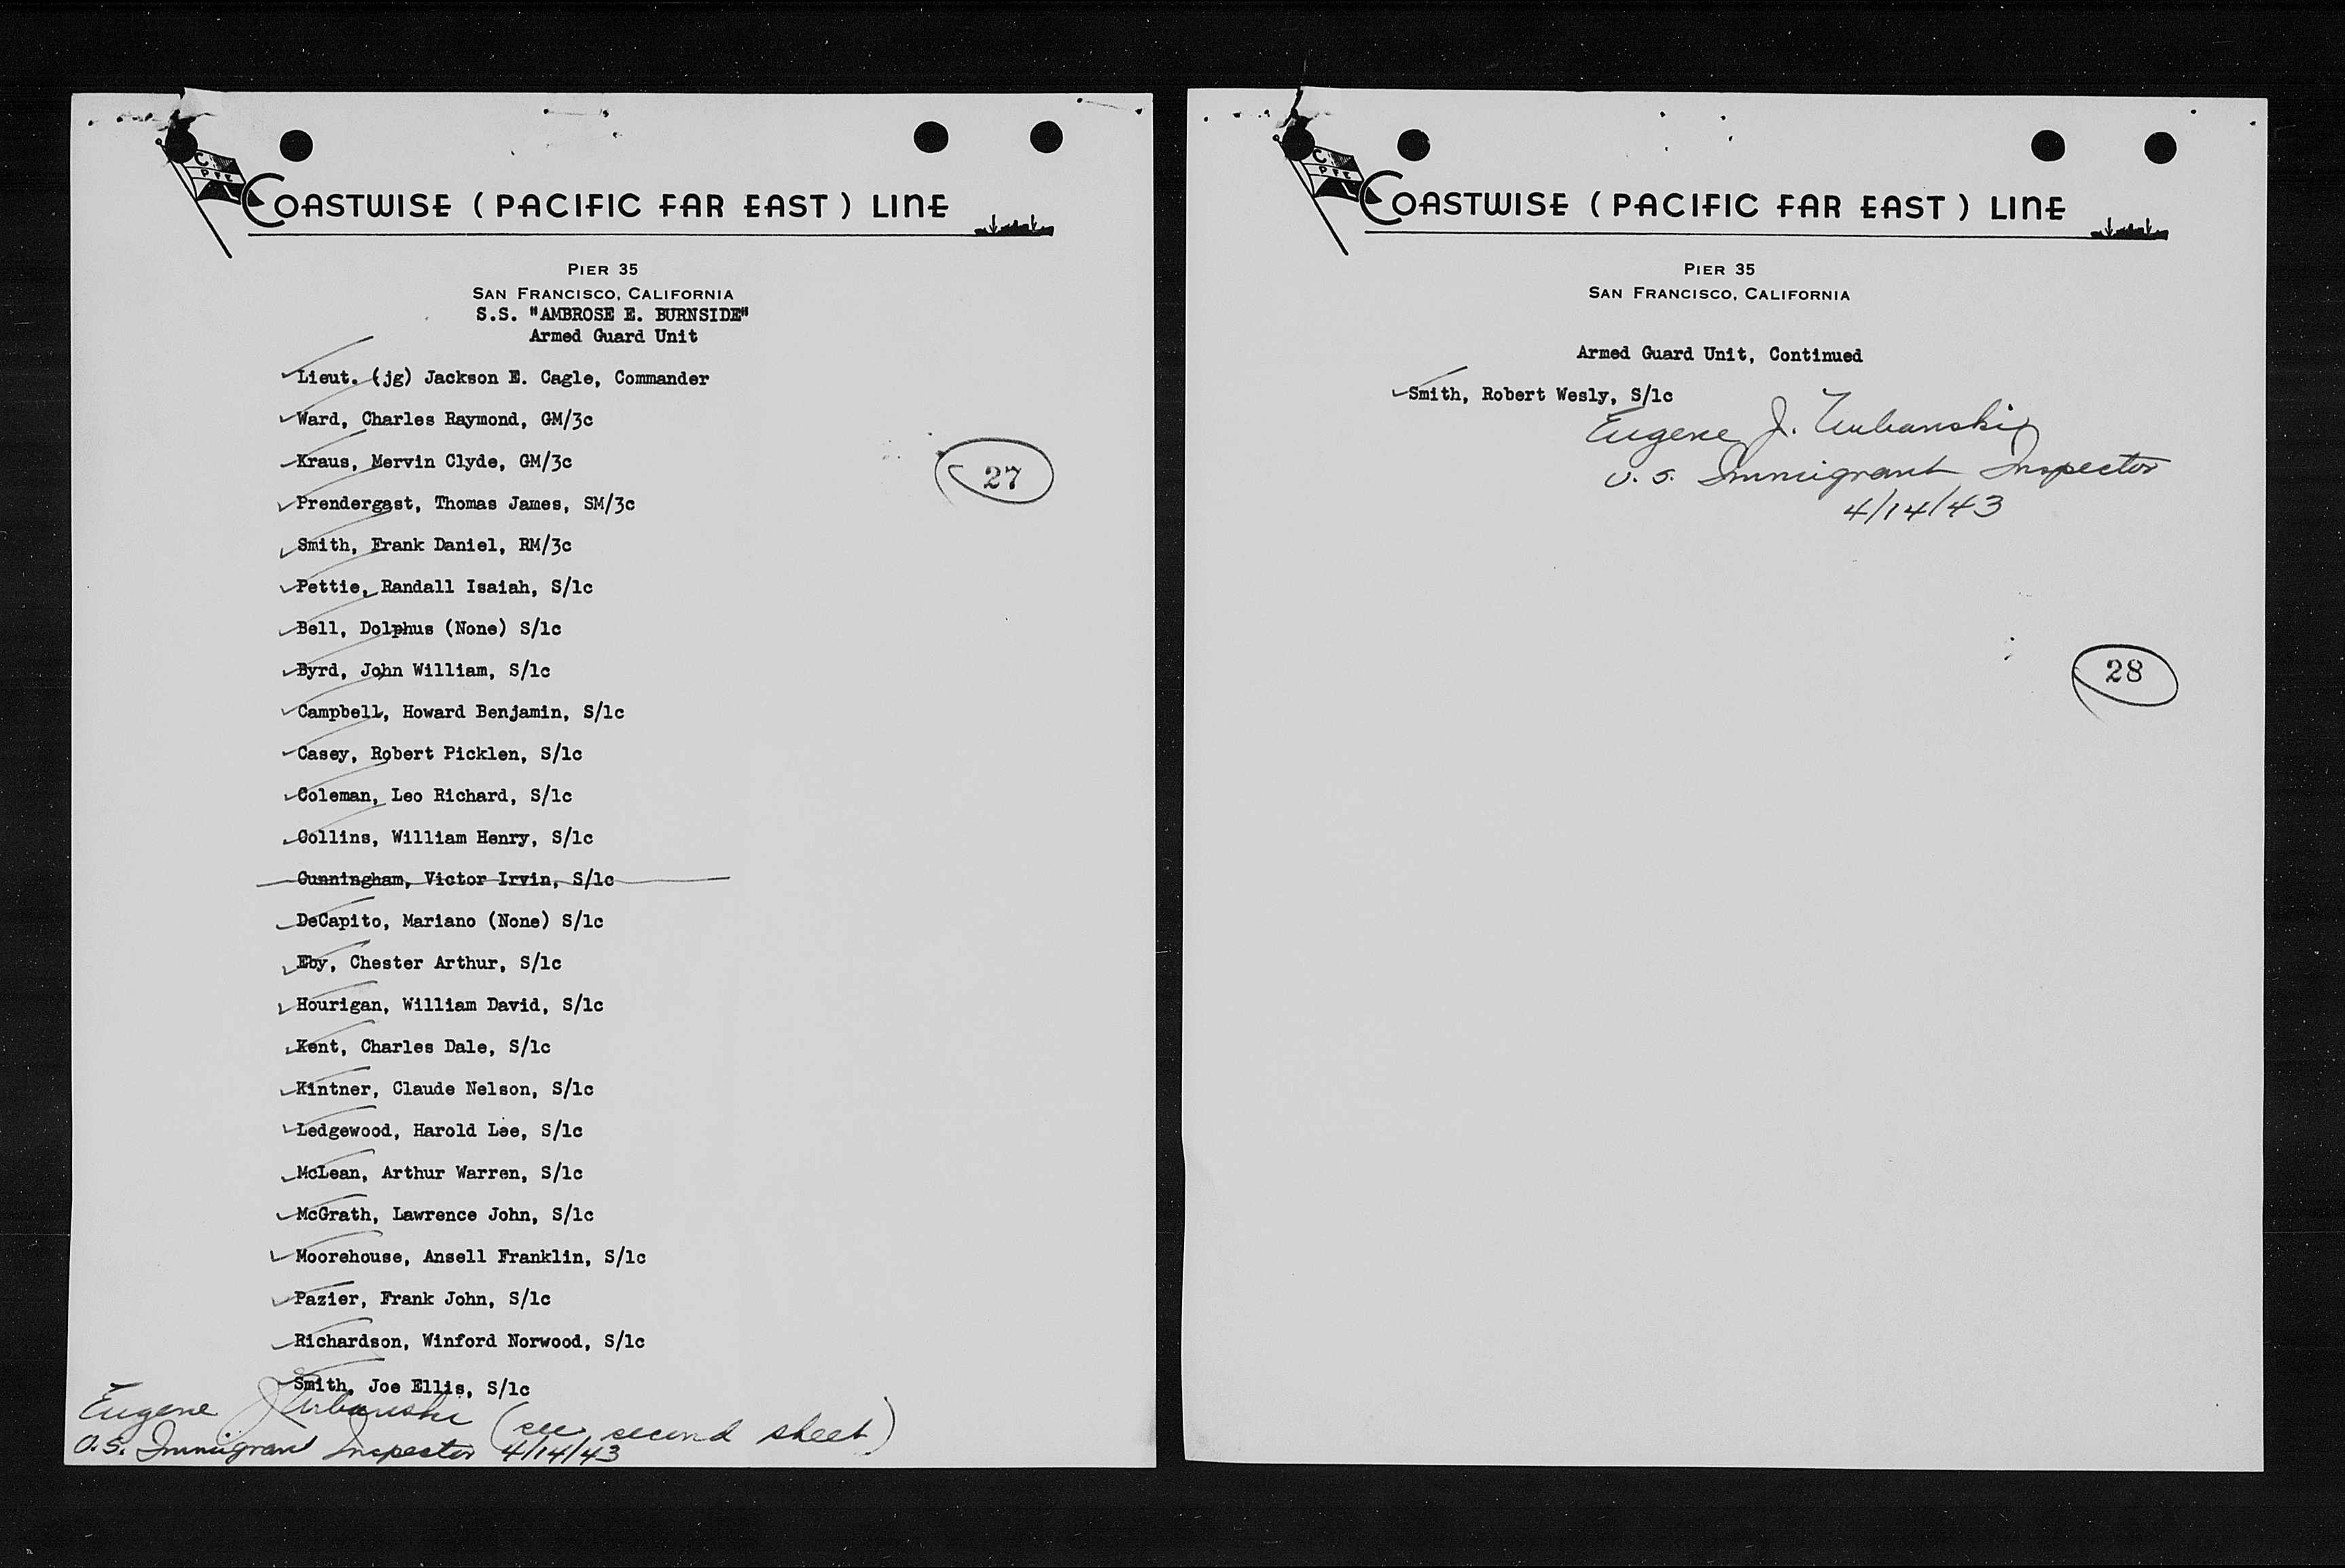 C
P F E
L
COASTWISE (PACIFIC FAR EAST) LINE
PIER 35
SAN FRANCISCO, CALIFORNIA
S.S. "AMBROSE E. BURNSIDE"
Armed Guard Unit
Lieut. (jg) Jackson E. Cagle, Commander
Ward, Charles Raymond, GM/3c
Kraus, Mervin Clyde, GM/3c
27
Prendergast, Thomas James, SM/3c
Smith, Frank Daniel, RM/3c
Pettie, Randall Isaiah, S/1c
Bell, Dolphus (None) S/1c
Byrd, John William, S/1c
Campbell, Howard Benjamin, S/1c
Casey, Robert Picklen, S/1c
Coleman, Leo Richard, S/1c
Collins, William Henry, S/1c
Cunningham, Victor Irvin, S/1c
DeCapito, Mariano (None) S/1c
Eby, Chester Arthur, S/1c
Hourigan, William David, S/1c
Kent, Charles Dale, S/1c
Kintner, Claude Nelson, S/1c
Ledgewood, Harold Lee, S/1c
McLean, Arthur Warren, S/1c
McGrath, Lawrence John, S/1c
Moorehouse, Ansell Franklin, S/1c
Pazier, Frank John, S/1c
Richardson, Winford Norwood, S/1c
Smith, Joe Ellis, S/1c
Eugene J. Urbanski (see second sheet)
U.S. Immigrant Inspector 4/14/43
C
P F E
L
COASTWISE (PACIFIC FAR EAST) LINE
PIER 35
SAN FRANCISCO, CALIFORNIA
Armed Guard Unit, Continued
Smith, Robert Wesly, S/1c
Eugene J. Urbanski
U.S. Immigrant Inspector
4/14/43
28